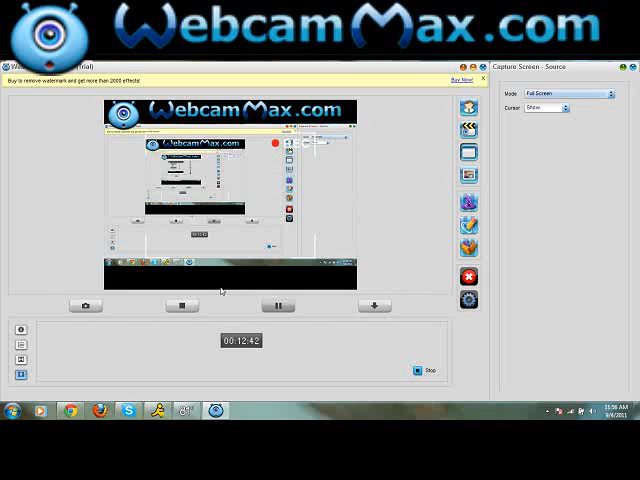 WebcamMax.com
Trial)
Capture Screen - Source
Buy to remove watermark and get more than 2000 effects!
Buy Now!
X
Mode
Full Screen
Cursor
Show
WebcamMax.com
WebcamMax.com
00:12:42
00:12:42
Stop
11:56 AM
9/4/2011